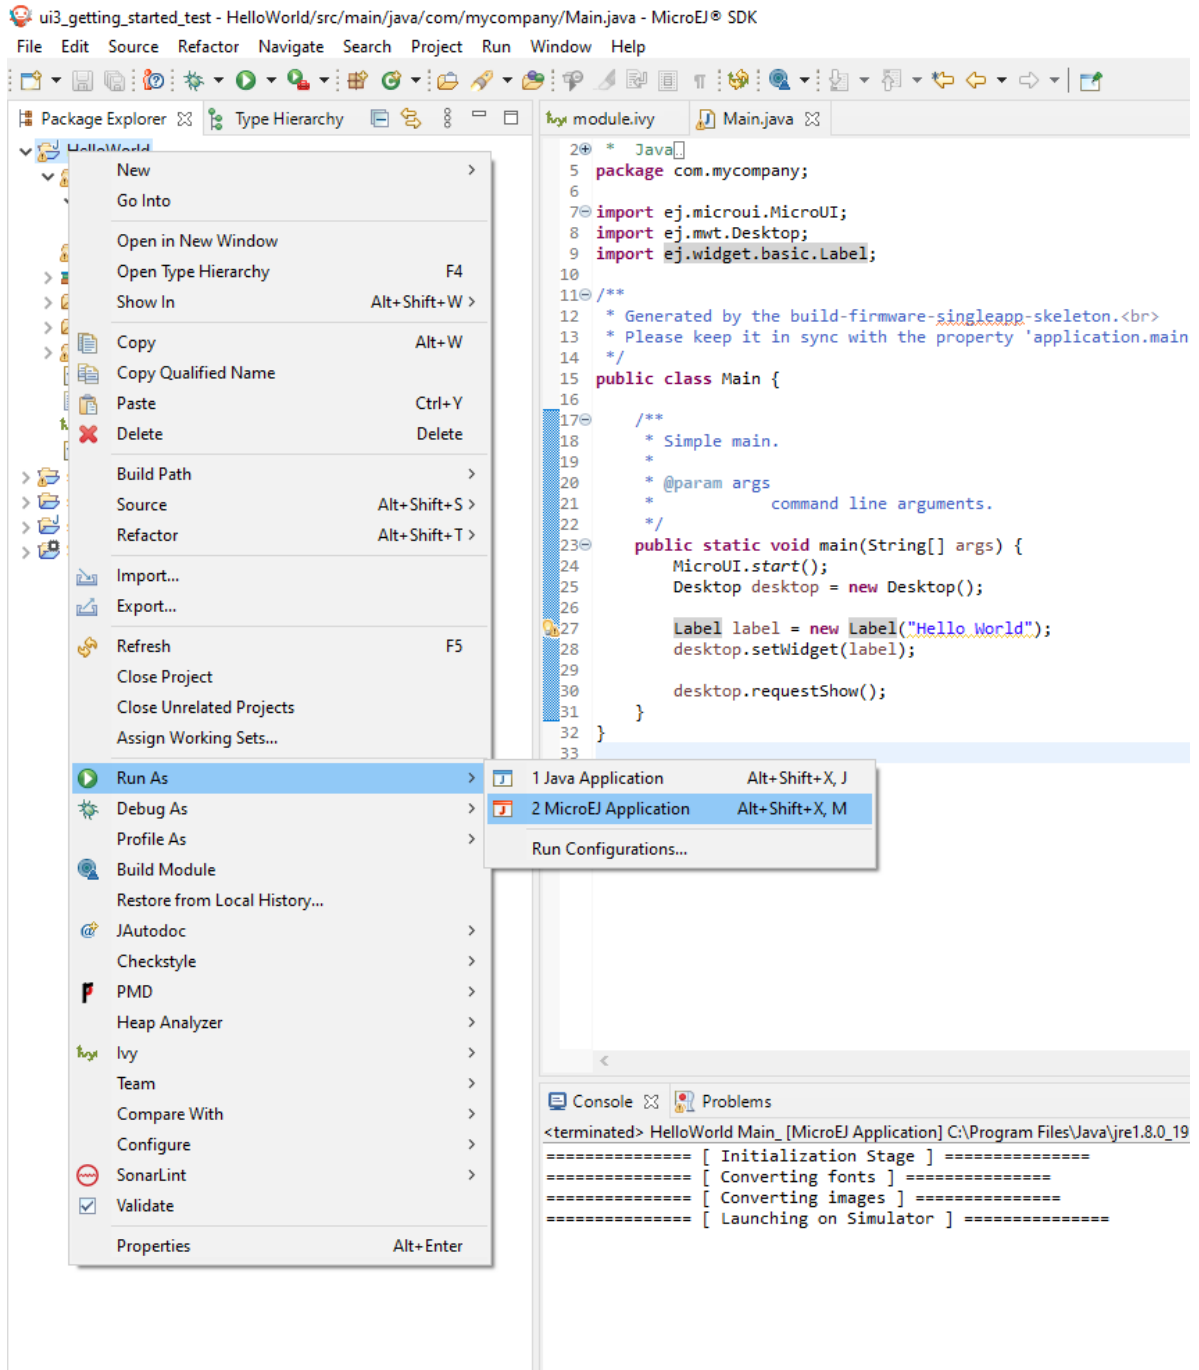 ui3_getting_started_test - HelloWorld/src/main/java/com/mycompany/Main.java - MicroEJ® SDK
File Edit Source Refactor Navigate Search Project Run Window Help
Package Explorer Type Hierarchy
HelloWorld
New
Go Into
Open in New Window
Open Type Hierarchy F4
Show In Alt+Shift+W >
Copy Alt+W
Copy Qualified Name
Paste Ctrl+Y
Delete Delete
Build Path
Source Alt+Shift+S >
Refactor Alt+Shift+T >
Import...
Export...
Refresh F5
Close Project
Close Unrelated Projects
Assign Working Sets...
Run As
Debug As
Profile As
Build Module
Restore from Local History...
JAutodoc
Checkstyle
PMD
Heap Analyzer
Ivy
Team
Compare With
Configure
SonarLint
Validate
Properties Alt+Enter
1 Java Application Alt+Shift+X, J
2 MicroEJ Application Alt+Shift+X, M
Run Configurations...
module.ivy Main.java
2 * Java..
5 package com.mycompany;
6
7 import ej.microui.MicroUI;
8 import ej.mwt.Desktop;
9 import ej.widget.basic.Label;
10
11 /**
12 * Generated by the build-firmware-singleapp-skeleton.<br>
13 * Please keep it in sync with the property 'application.main
14 */
15 public class Main {
16
17 /**
18 * Simple main.
19 *
20 * @param args
21 * command line arguments.
22 */
23 public static void main(String[] args) {
24 MicroUI.start();
25 Desktop desktop = new Desktop();
26
27 Label label = new Label("Hello World");
28 desktop.setWidget(label);
29
30 desktop.requestShow();
31 }
32 }
33
Console Problems
<terminated> HelloWorld Main_ [MicroEJ Application] C:\Program Files\Java\jre1.8.0_19
=============== [ Initialization Stage ] ===============
=============== [ Converting fonts ] ===============
=============== [ Converting images ] ===============
=============== [ Launching on Simulator ] ===============